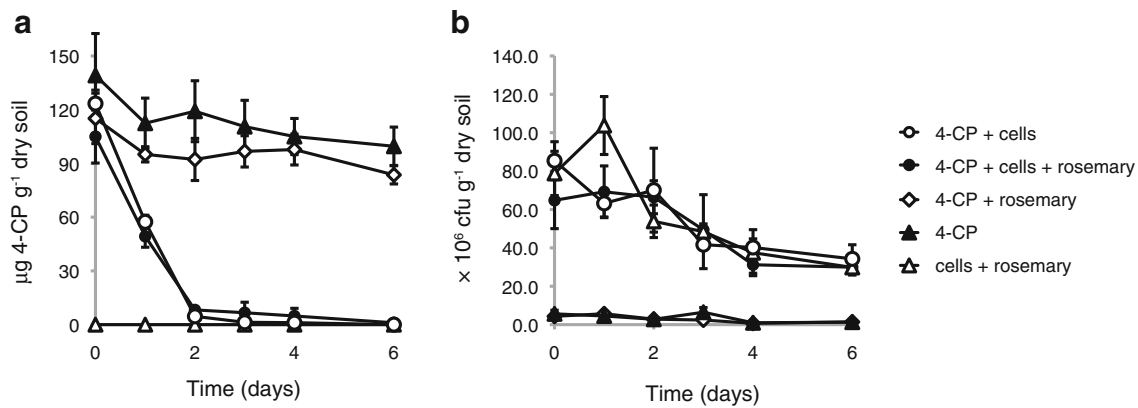 a
150
120
90
60
30
0
µg 4-CP g⁻¹ dry soil
0 2 4 6
Time (days)
b
140.0
120.0
100.0
80.0
60.0
40.0
20.0
0.0
× 10⁶ cfu g⁻¹ dry soil
0 2 4 6
Time (days)
4-CP + cells
4-CP + cells + rosemary
4-CP + rosemary
4-CP
cells + rosemary